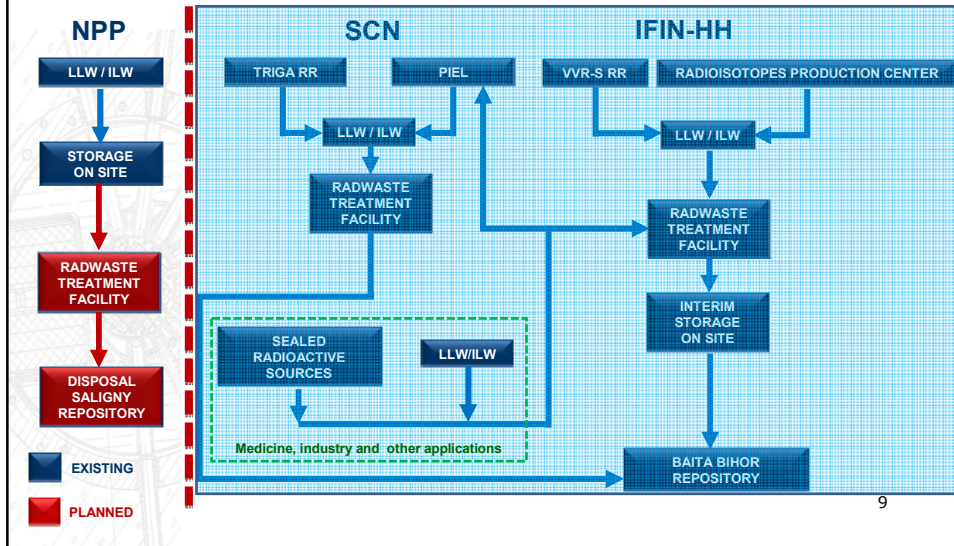 NPP
LLW / ILW
STORAGE
ON SITE
RADWASTE
TREATMENT
FACILITY
DISPOSAL
SALIGNY
REPOSITORY
EXISTING
PLANNED
SCN
TRIGA RR
PIEL
LLW / ILW
RADWASTE
TREATMENT
FACILITY
SEALED
RADIOACTIVE
SOURCES
LLW/ILW
Medicine, industry and other applications
IFIN-HH
VVR-S RR
RADIOISOTOPES PRODUCTION CENTER
LLW / ILW
RADWASTE
TREATMENT
FACILITY
INTERIM
STORAGE
ON SITE
BAITA BIHOR
REPOSITORY
9